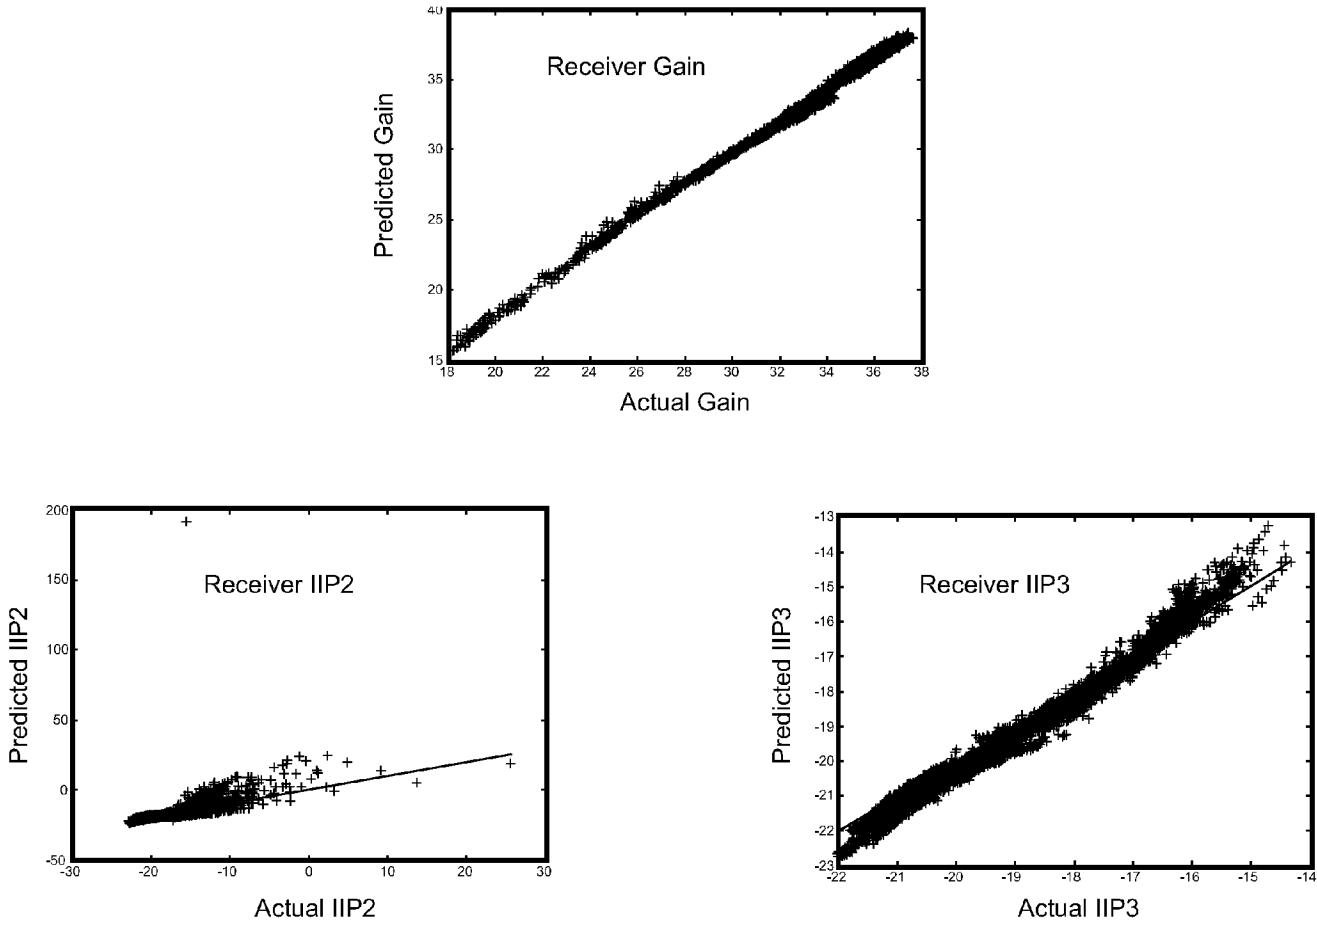 40
Receiver Gain
35
Predicted Gain
30
25
20
15
18 20 22 24 26 28 30 32 34 36 38
Actual Gain
200
150
Receiver IIP2
Predicted IIP2
100
50
0
-50
-30 -20 -10 0 10 20 30
Actual IIP2
-13
-14
Receiver IIP3
-15
-16
Predicted IIP3
-17
-18
-19
-20
-21
-22
-23
-22 -21 -20 -19 -18 -17 -16 -15 -14
Actual IIP3